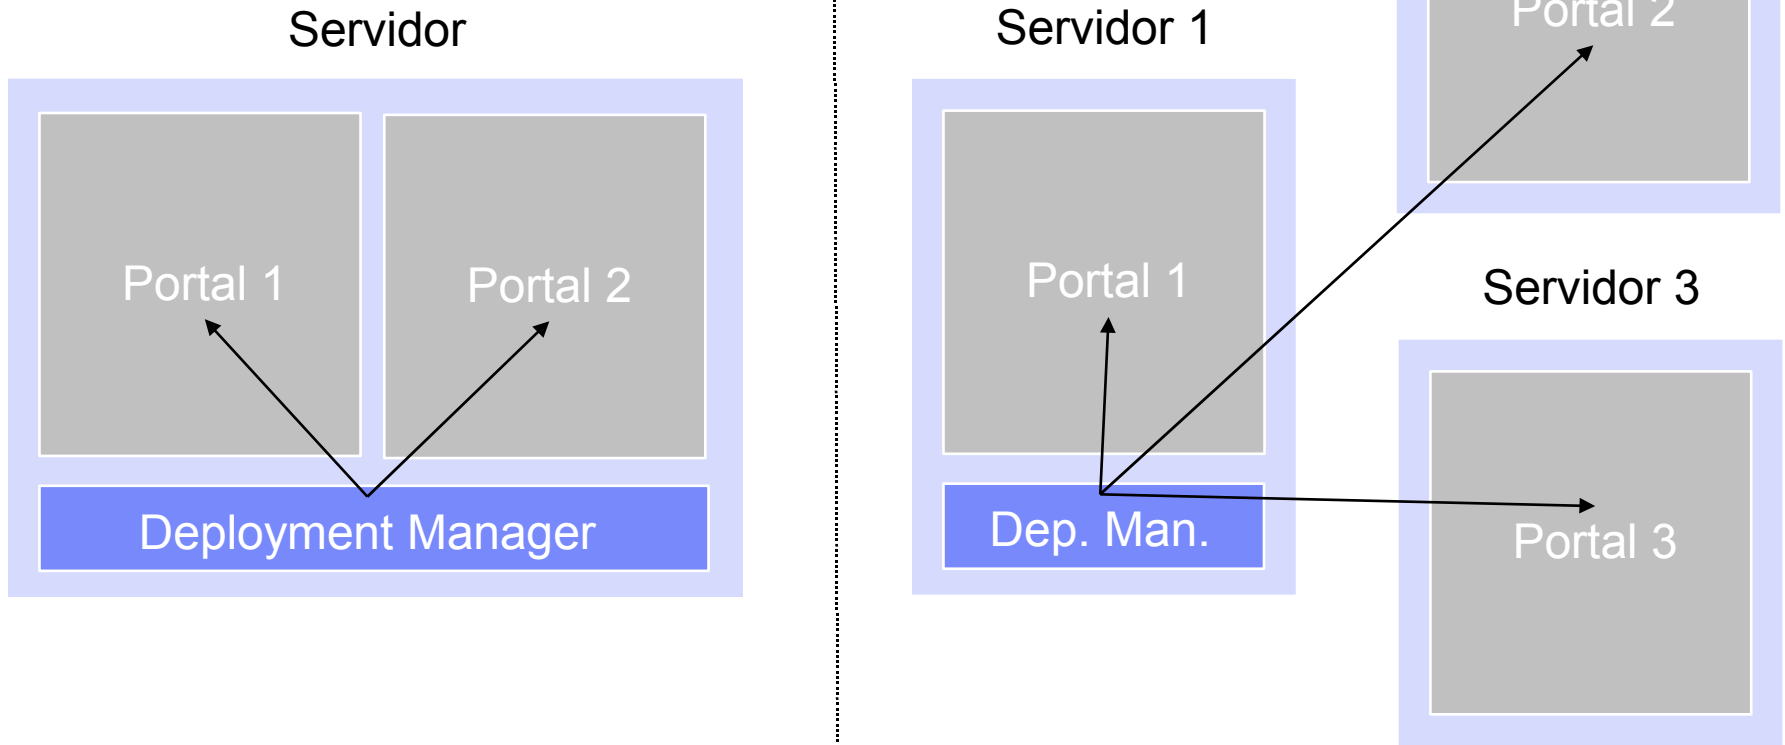 Servidor
Portal 1
Portal 2
Deployment Manager
Servidor 1
Portal 1
Dep. Man.
Portal 2
Servidor 3
Portal 3